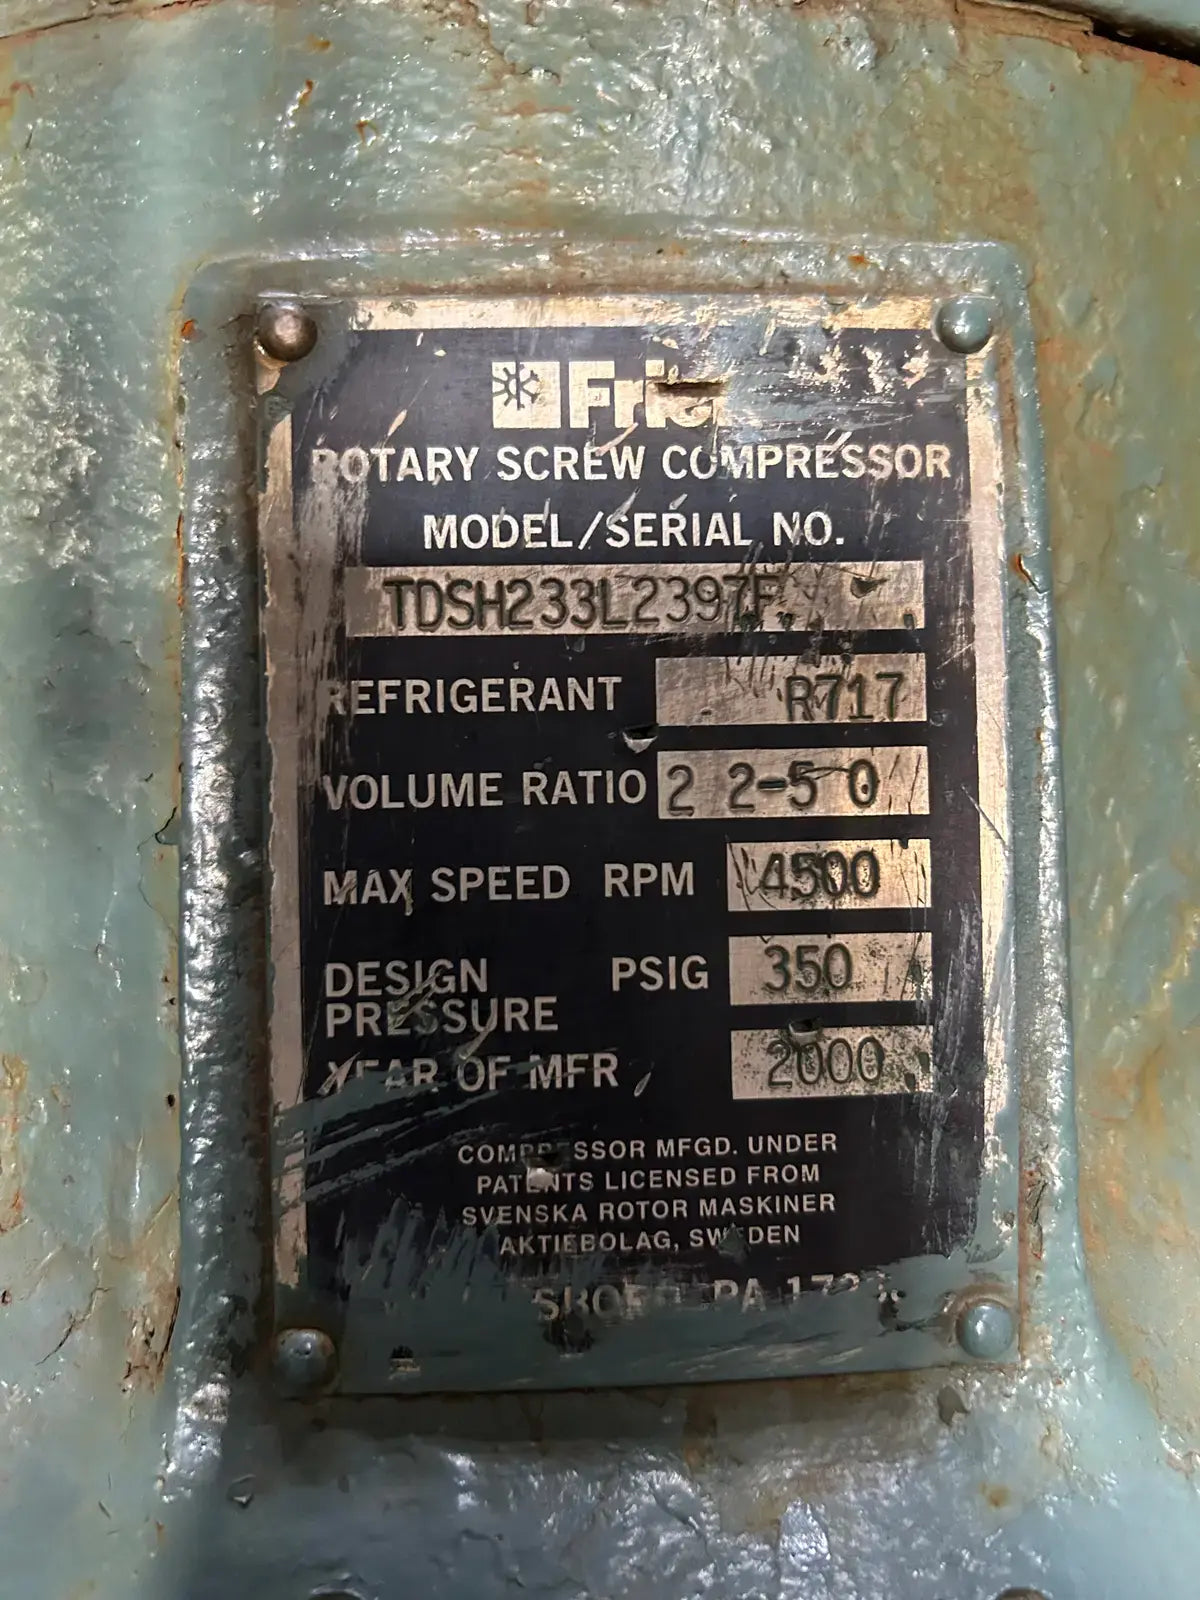 ROTARY SCREW COMPRESSOR
MODEL/SERIAL NO.
TDSH233L2397F
REFRIGERANT R717
VOLUME RATIO 2 2-5 0
MAX SPEED RPM 4500
DESIGN PRESSURE PSIG 350
YEAR OF MFR 2000
COMPRESSOR MFGD. UNDER
PATENTS LICENSED FROM
SVENSKA ROTOR MASKINER
AKTIEBOLAG, SWEDEN
PA